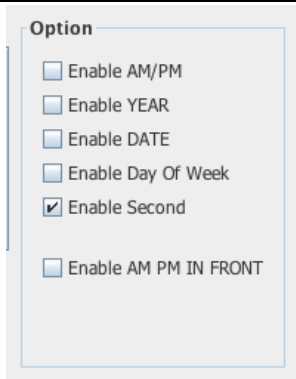 Option
Enable AM/PM
Enable YEAR
Enable DATE
Enable Day Of Week
Enable Second
Enable AM PM IN FRONT